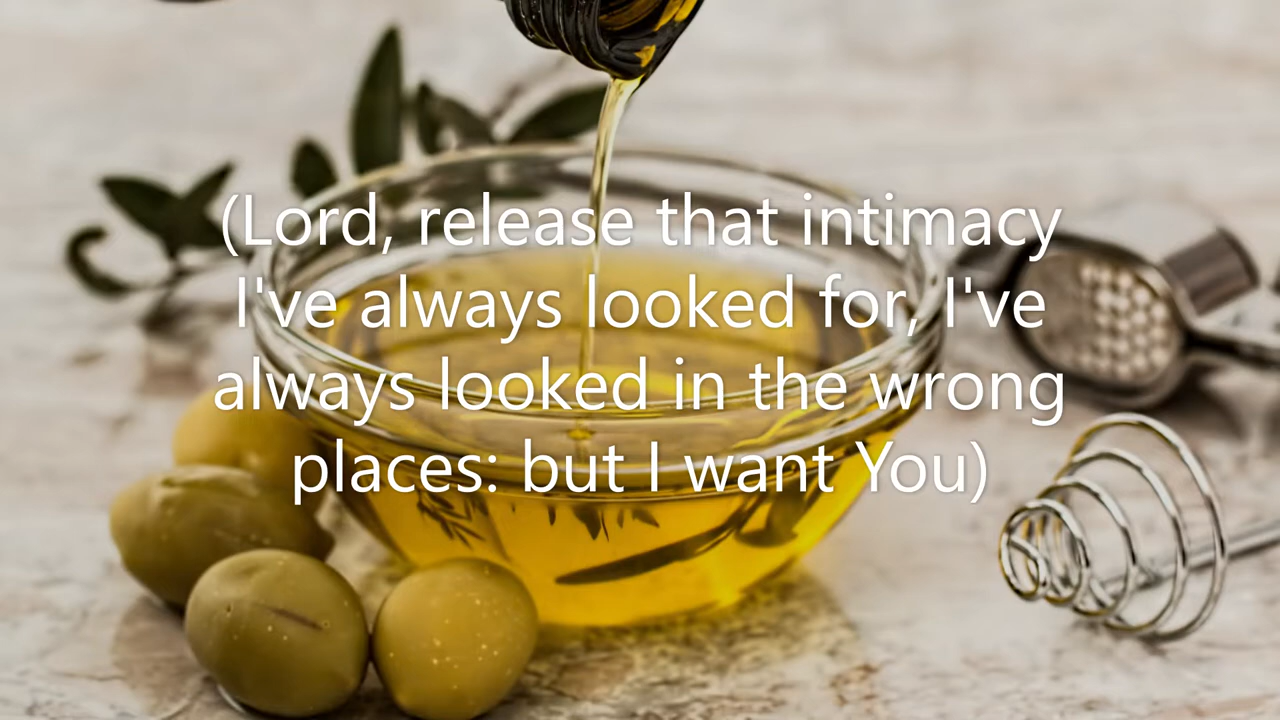 (Lord, release that intimacy
I've always looked for, I've
always looked in the wrong
places: but I want You)